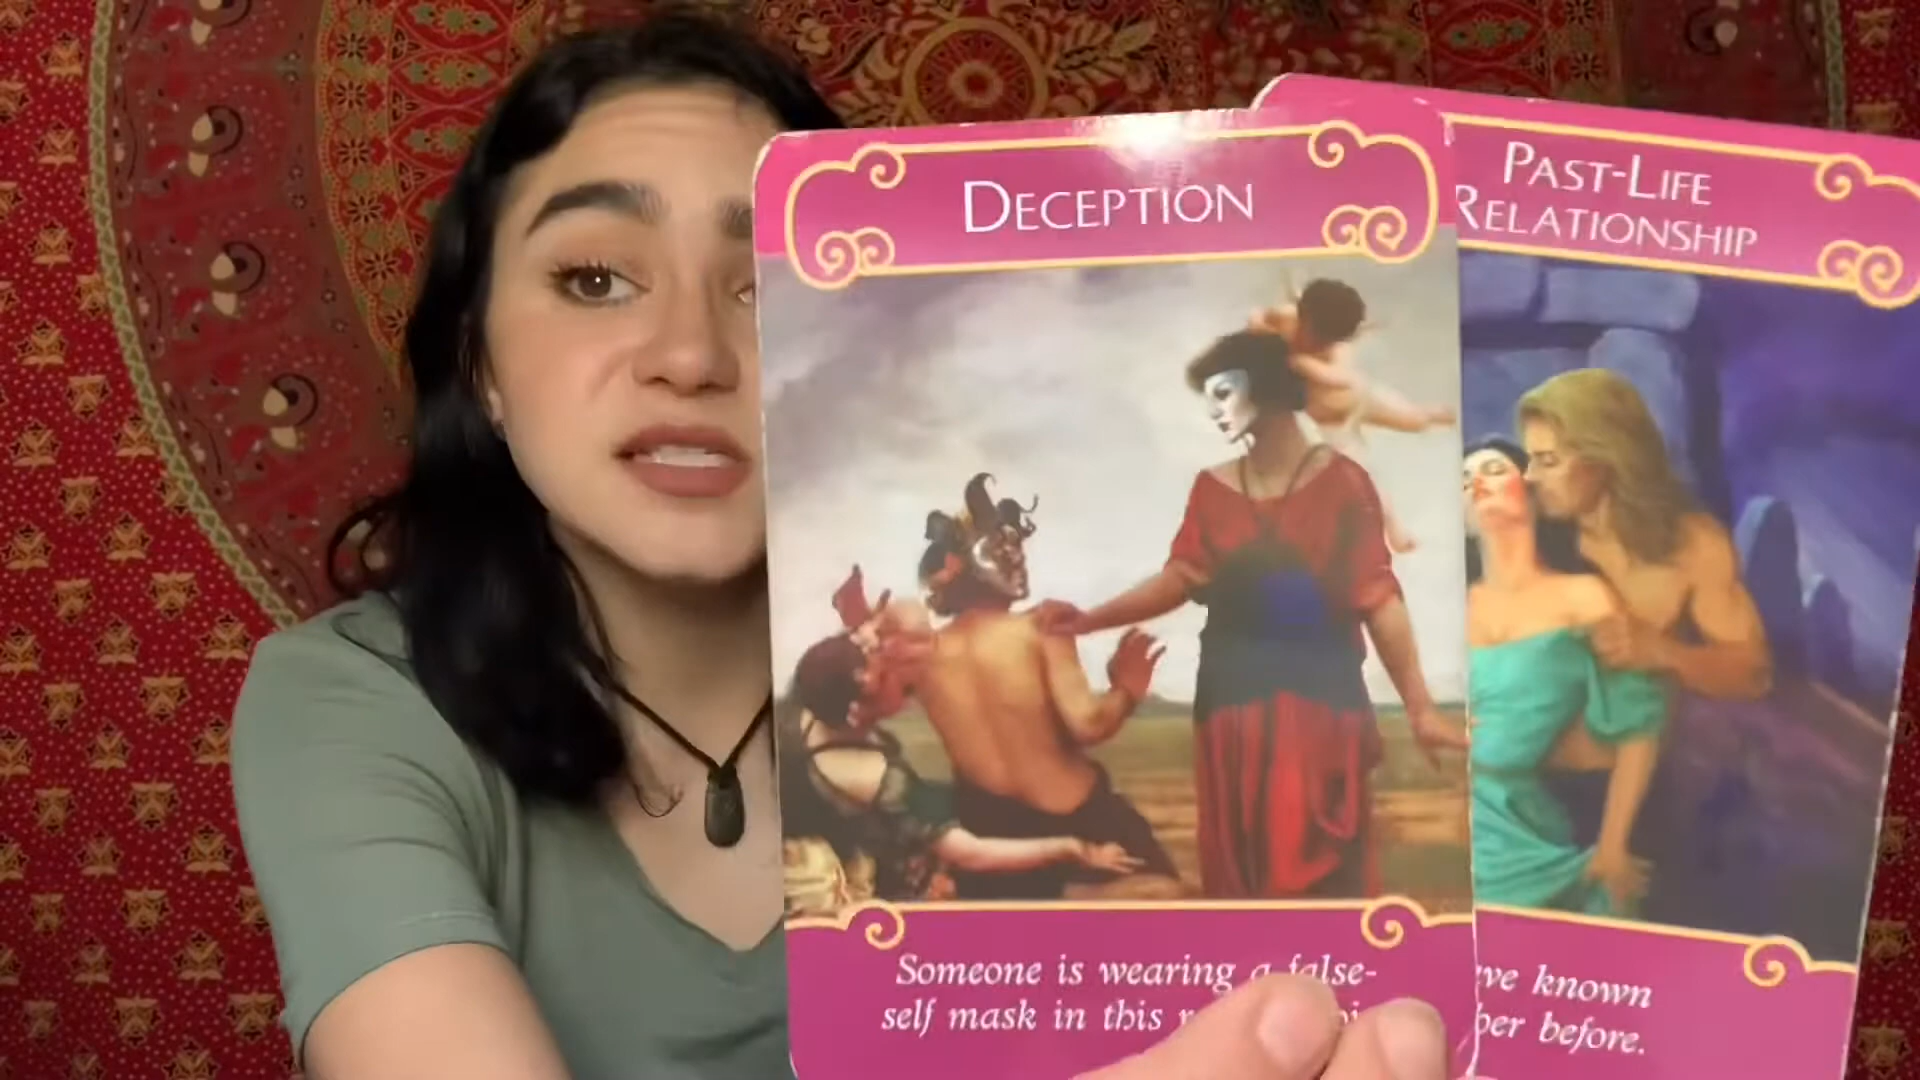 DECEPTION
Someone is wearing a false-
self mask in this
PAST-LIFE
RELATIONSHIP
known
before.